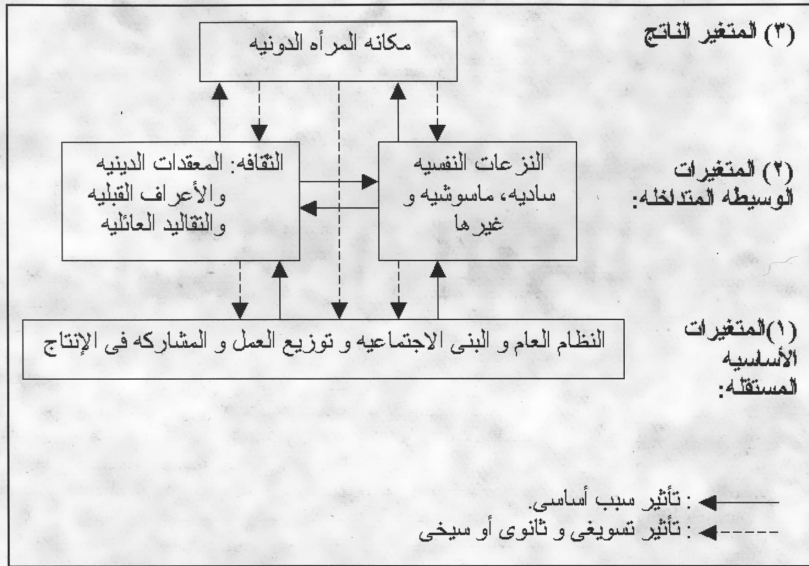 (٣) المتغير الناتج
مكانه المرأه الدونيه
(٢) المتغيرات
الوسيطه المتداخله:
النزعات النفسيه
ساديه، ماسوشيه و
غيرها
الثقافه: المعقدات الدينيه
والأعراف القبليه
والتقاليد العائليه
(١)المتغيرات
الأساسيه
المستقله:
النظام العام و البنى الاجتماعيه و توزيع العمل و المشاركه فى الإنتاج
: تأثير سبب أساسى.
: تأثير تسويغى و ثانوى أو سيخى